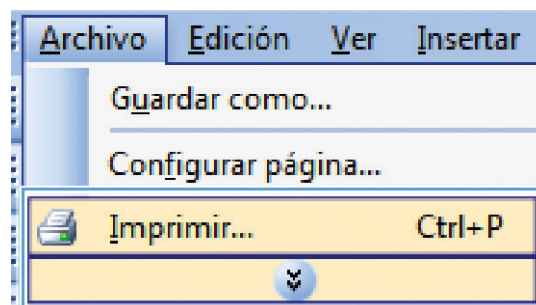 Archivo Edición Ver Insertar
Guardar como...
Configurar página...
Imprimir... Ctrl+P